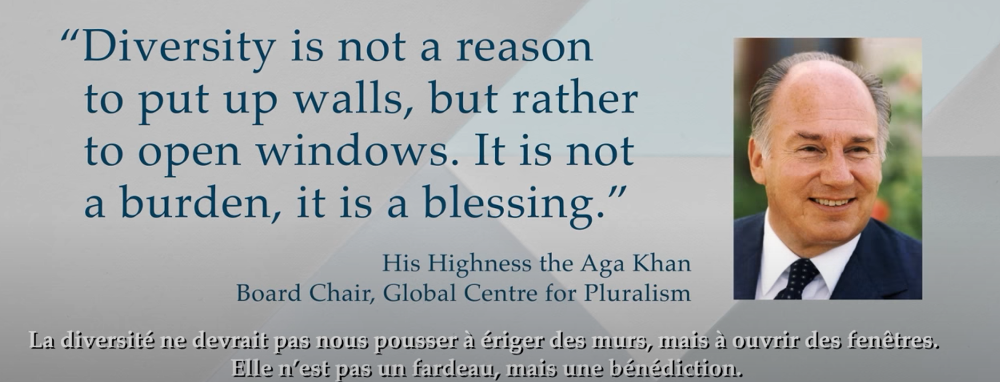 “Diversity is not a reason
to put up walls, but rather
to open windows. It is not
a burden, it is a blessing.”
His Highness the Aga Khan
Board Chair, Global Centre for Pluralism
La diversité ne devrait pas nous pousser à ériger des murs, mais à ouvrir des fenêtres.
Elle n’est pas un fardeau, mais une bénédiction.